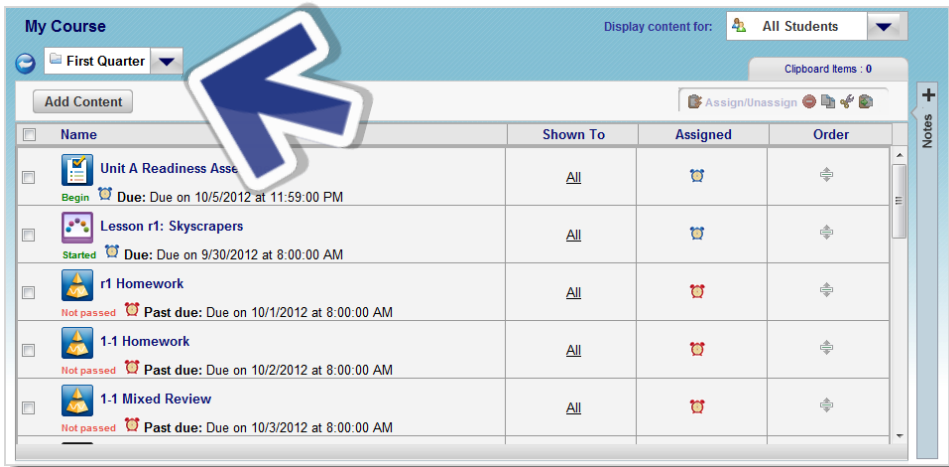 My Course
Display content for: All Students
First Quarter
Clipboard Items : 0
Add Content
Assign/Unassign
Notes
Name Shown To Assigned Order
Unit A Readiness
All
Begin Due: Due on 10/5/2012 at 11:59:00 PM
Lesson r1: Skyscrapers
All
Started Due: Due on 9/30/2012 at 8:00:00 AM
r1 Homework
All
Not passed Past due: Due on 10/1/2012 at 8:00:00 AM
1-1 Homework
All
Not passed Past due: Due on 10/2/2012 at 8:00:00 AM
1-1 Mixed Review
All
Not passed Past due: Due on 10/3/2012 at 8:00:00 AM